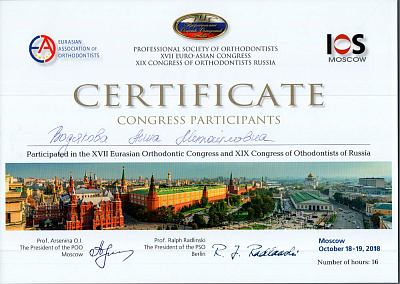 EURASIAN
ASSOCIATION OF
ORTHODONTISTS
EA
PROFESSIONAL SOCIETY OF ORTHODONTISTS
XVII EURO-ASIAN CONGRESS
XIX CONGRESS OF ORTHODONTISTS RUSSIA
IOS
MOSCOW
CERTIFICATE
CONGRESS PARTICIPANTS
Михайловна
Participated in the XVII Eurasian Orthodontic Congress and XIX Congress of Othodontists of Russia
Prof. Arsenina O.I.
The President of the POO
Moscow
Prof. Ralph Radlinski
The President of the PSO
Berlin
R. J. Radlanski
Moscow
October 18-19, 2018
Number of hours: 16